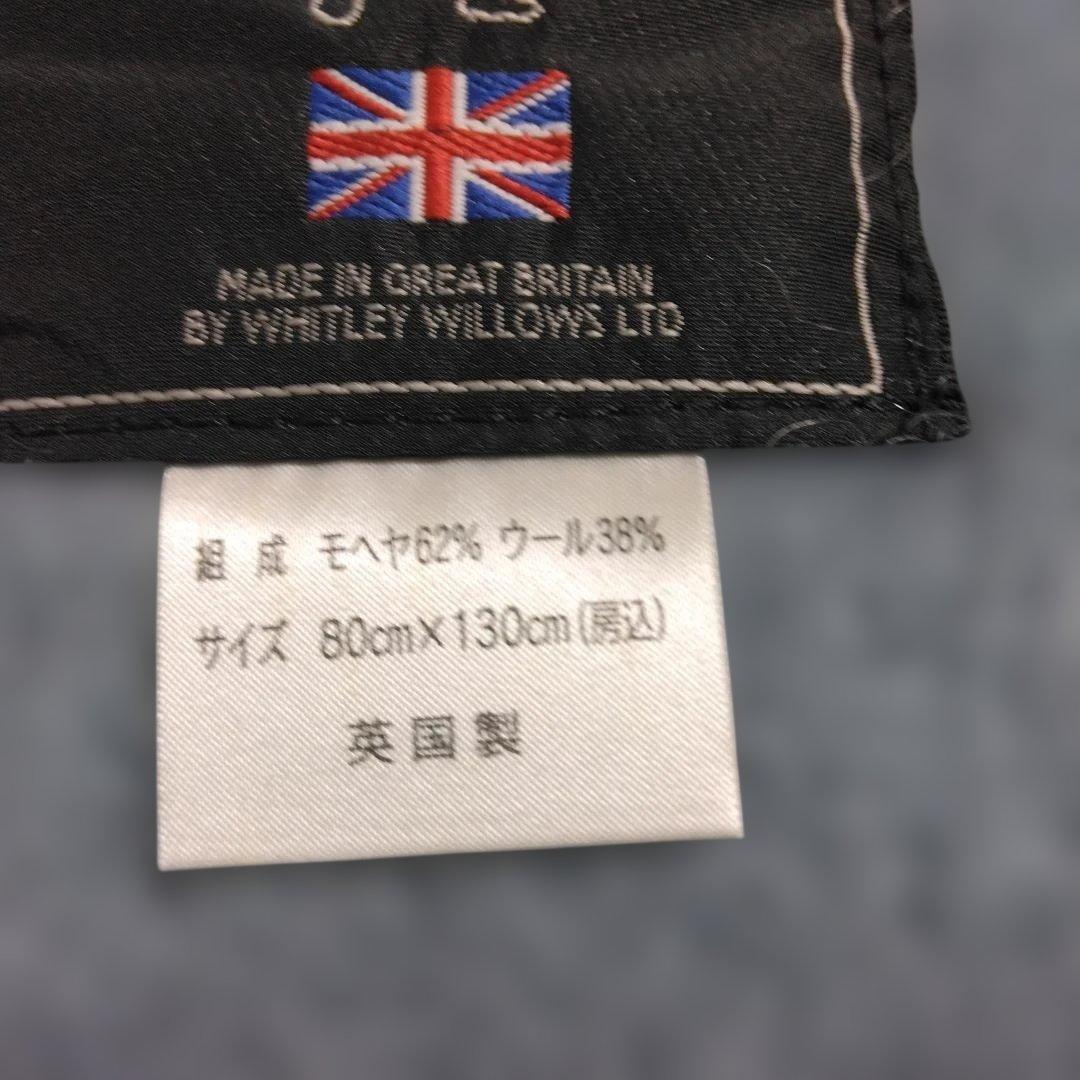 MADE IN GREAT BRITAIN
BY WHITLEY WILLOWS LTD
組 成 モヘヤ62% ウール38%
サイズ 80cm×130cm(房込)
英国製